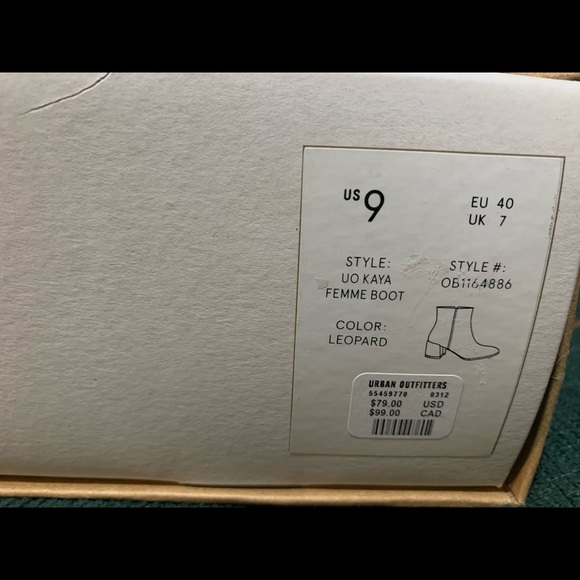 US 9
EU 40
UK 7
STYLE:
UO KAYA
FEMME BOOT
STYLE #:
OB1164886
COLOR:
LEOPARD
URBAN OUTFITTERS
55459770 0312
$79.00 USD
$99.00 CAD